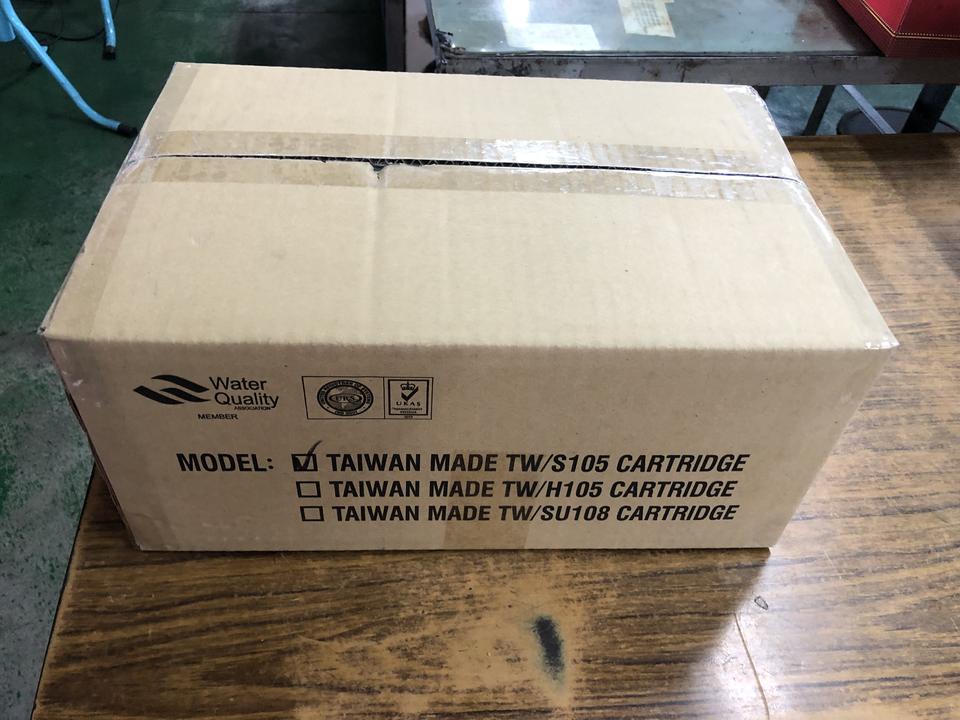 Water
Quality
ASSOCIATION
MEMBER
URS
UKAS
MODEL: ☑ TAIWAN MADE TW/S105 CARTRIDGE
☐ TAIWAN MADE TW/H105 CARTRIDGE
☐ TAIWAN MADE TW/SU108 CARTRIDGE